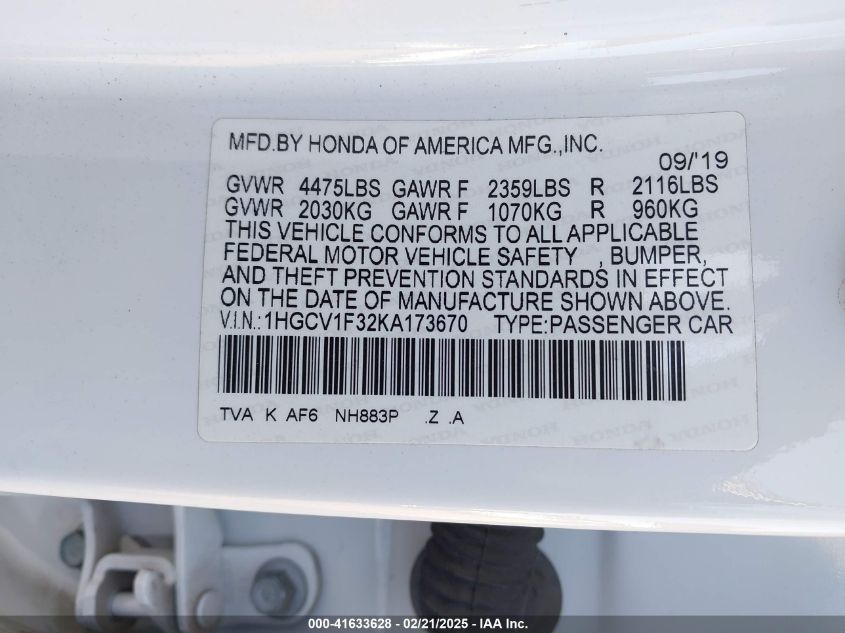 MFD.BY HONDA OF AMERICA MFG.,INC.
09/'19
GVWR 4475LBS GAWR F 2359LBS R 2116LBS
GVWR 2030KG GAWR F 1070KG R 960KG
THIS VEHICLE CONFORMS TO ALL APPLICABLE
FEDERAL MOTOR VEHICLE SAFETY , BUMPER,
AND THEFT PREVENTION STANDARDS IN EFFECT
ON THE DATE OF MANUFACTURE SHOWN ABOVE.
V.I.N.:1HGCV1F32KA173670 TYPE:PASSENGER CAR
TVA K AF6 NH883P .Z .A
000-41633628 - 02/21/2025 - IAA Inc.